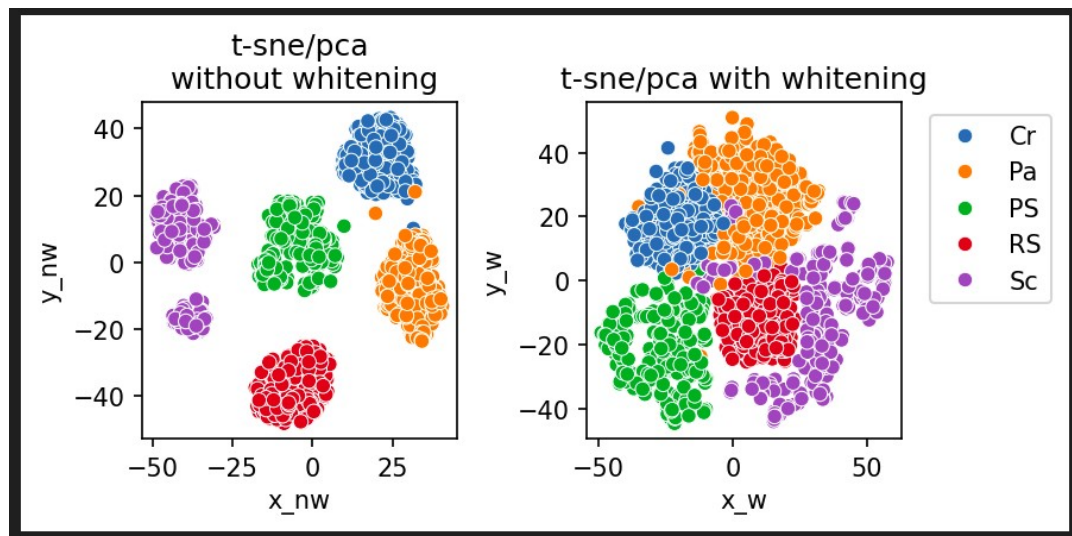 t-sne/pca
without whitening
40
20
0
−20
−40
y_nw
−50
−25
0
25
x_nw
t-sne/pca with whitening
40
20
0
−20
−40
y_w
−50
0
50
x_w
Cr
Pa
PS
RS
Sc